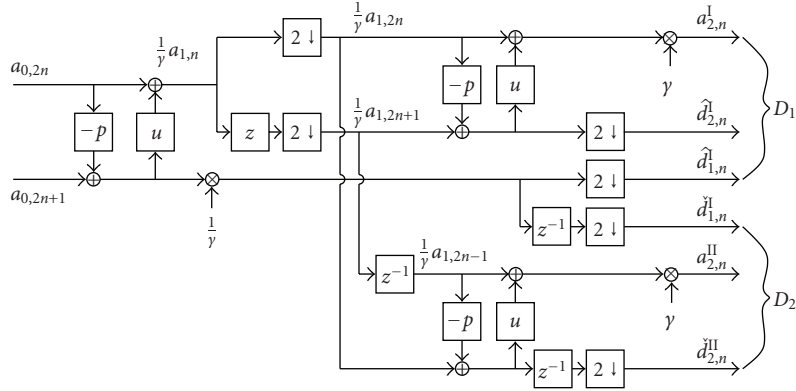 1/γ a_{1,2n}
a^I_{2,n}
1/γ a_{1,n}
2 ↓
a_{0,2n}
−p
u
γ
−p
u
z
2 ↓
1/γ a_{1,2n+1}
2 ↓
d̂^I_{2,n}
D_1
a_{0,2n+1}
2 ↓
d̂^I_{1,n}
1/γ
z^{−1}
2 ↓
ď^I_{1,n}
z^{−1}
1/γ a_{1,2n−1}
a^{II}_{2,n}
−p
u
γ
D_2
z^{−1}
2 ↓
ď^{II}_{2,n}